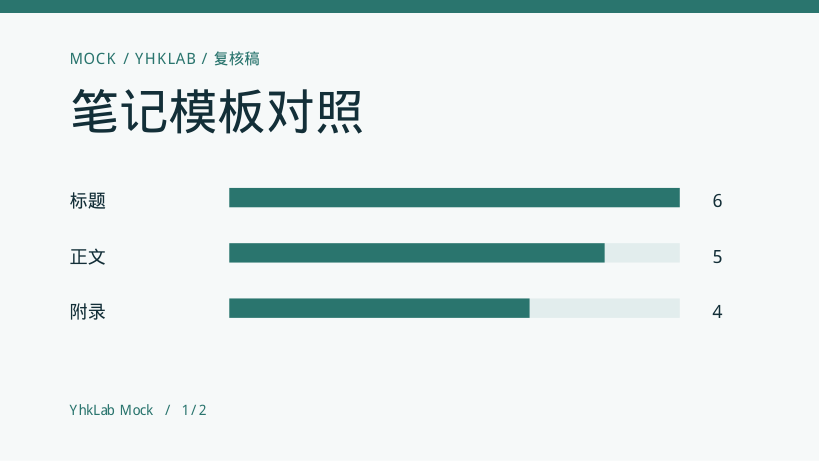 MOCK / YHKLAB / 复核稿
笔记模板对照
标题 6
正文 5
附录 4
YhkLab Mock / 1/2